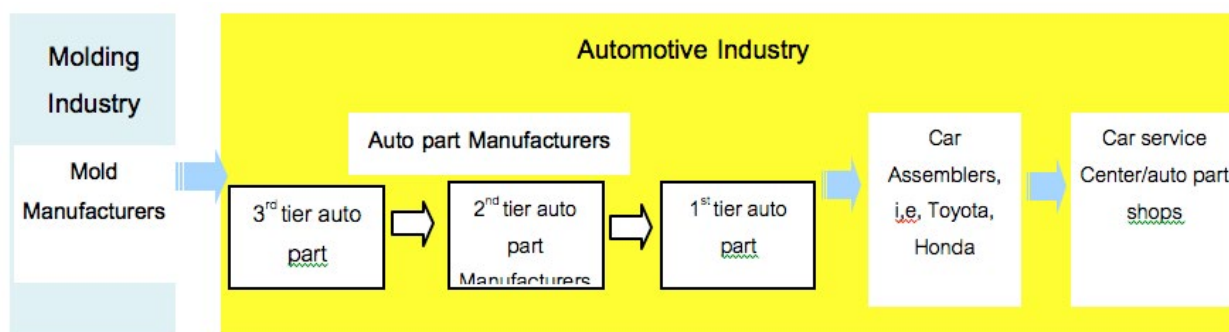 Molding
Industry
Mold
Manufacturers
Automotive Industry
Auto part Manufacturers
3rd tier auto
part
2nd tier auto
part
Manufacturers
1st tier auto
part
Car
Assemblers,
i,e, Toyota,
Honda
Car service
Center/auto part
shops